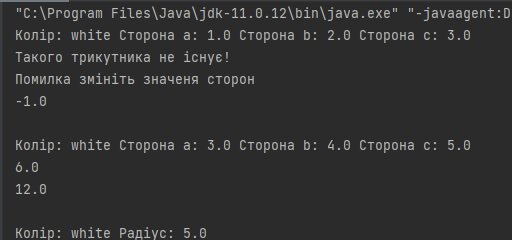 "C:\Program Files\Java\jdk-11.0.12\bin\java.exe" "-javaagent:D
Колір: white Сторона a: 1.0 Сторона b: 2.0 Сторона c: 3.0
Такого трикутника не існує!
Помилка змініть значеня сторон
-1.0
Колір: white Сторона a: 3.0 Сторона b: 4.0 Сторона c: 5.0
6.0
12.0
Колір: white Радіус: 5.0